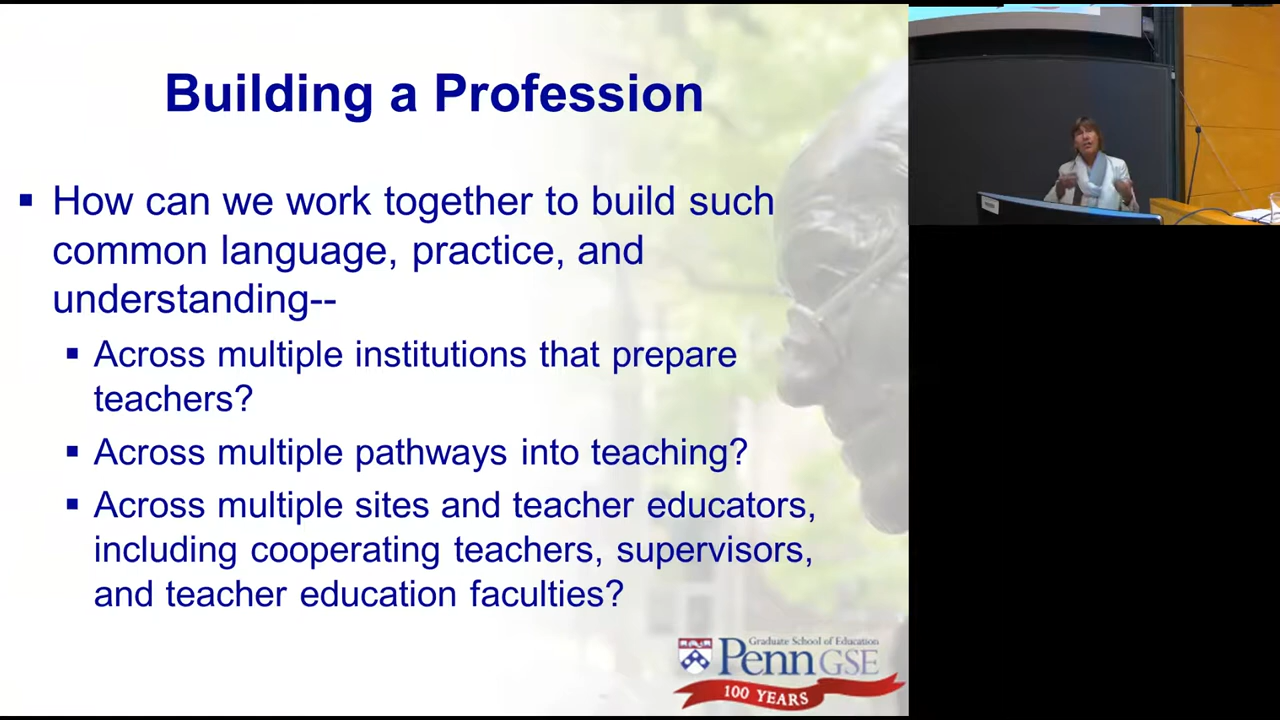 Building a Profession
▪ How can we work together to build such
common language, practice, and
understanding--
▪ Across multiple institutions that prepare
teachers?
▪ Across multiple pathways into teaching?
▪ Across multiple sites and teacher educators,
including cooperating teachers, supervisors,
and teacher education faculties?
Graduate School of Education
Penn GSE
100 YEARS